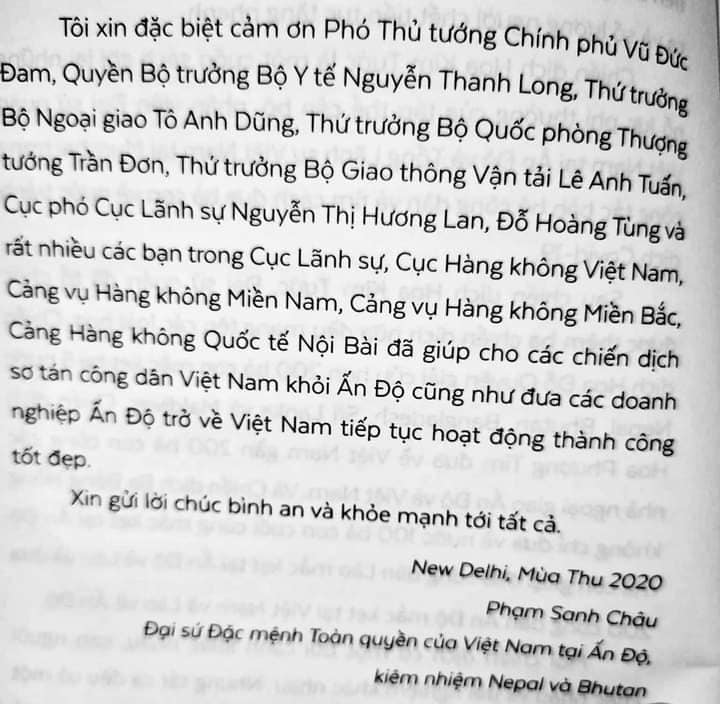 Tôi xin đặc biệt cảm ơn Phó Thủ tướng Chính phủ Vũ Đức
Đam, Quyền Bộ trưởng Bộ Y tế Nguyễn Thanh Long, Thứ trưởng
Bộ Ngoại giao Tô Anh Dũng, Thứ trưởng Bộ Quốc phòng Thượng
tướng Trần Đơn, Thứ trưởng Bộ Giao thông Vận tải Lê Anh Tuấn,
Cục phó Cục Lãnh sự Nguyễn Thị Hương Lan, Đỗ Hoàng Tùng và
rất nhiều các bạn trong Cục Lãnh sự, Cục Hàng không Việt Nam,
Cảng vụ Hàng không Miền Nam, Cảng vụ Hàng không Miền Bắc,
Cảng Hàng không Quốc tế Nội Bài đã giúp cho các chiến dịch
sơ tán công dân Việt Nam khỏi Ấn Độ cũng như đưa các doanh
nghiệp Ấn Độ trở về Việt Nam tiếp tục hoạt động thành công
tốt đẹp.
Xin gửi lời chúc bình an và khỏe mạnh tới tất cả.
New Delhi, Mùa Thu 2020
Phạm Sanh Châu
Đại sứ Đặc mệnh Toàn quyền của Việt Nam tại Ấn Độ,
kiêm nhiệm Nepal và Bhutan